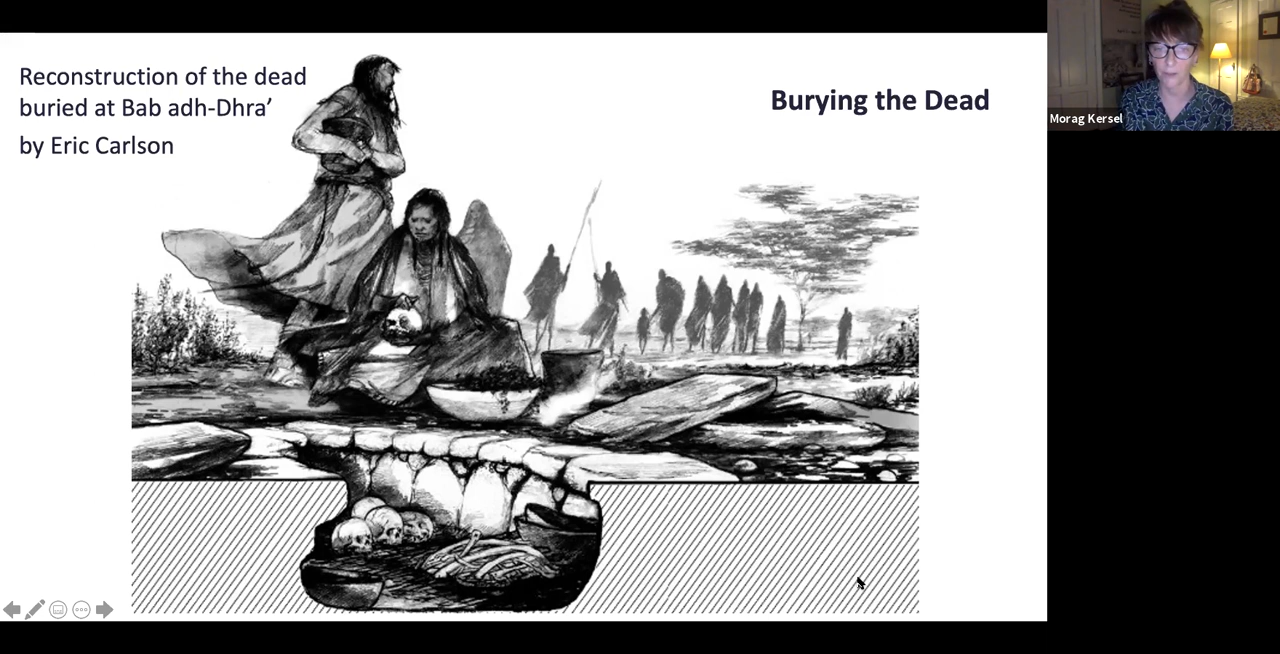 Reconstruction of the dead
buried at Bab adh-Dhra’
by Eric Carlson
Burying the Dead
Morag Kersel